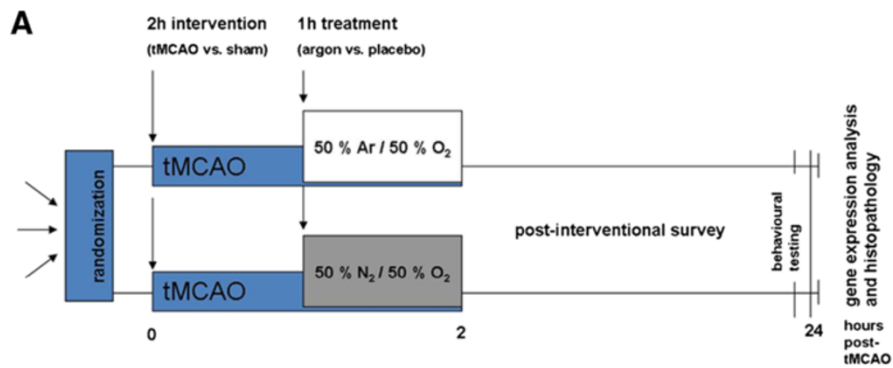 A
2h intervention
(tMCAO vs. sham)
1h treatment
(argon vs. placebo)
randomization
tMCAO
50 % Ar / 50 % O₂
tMCAO
50 % N₂ / 50 % O₂
post-interventional survey
behavioural
testing
gene expression analysis
and histopathology
0
2
24
hours
post-
tMCAO